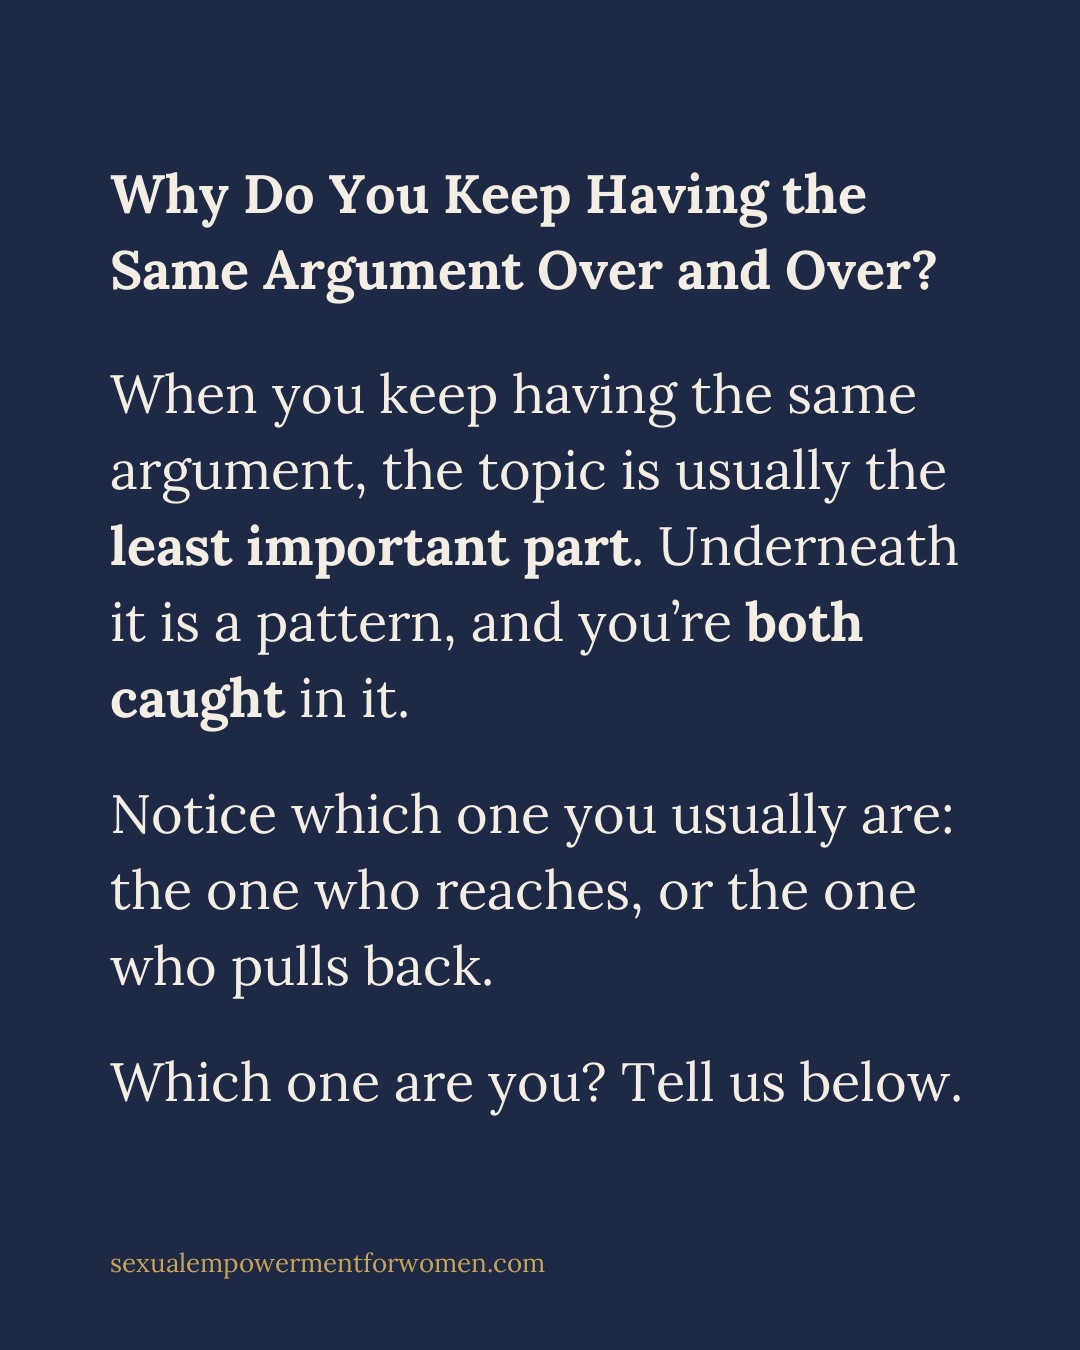 Why Do You Keep Having the
Same Argument Over and Over?
When you keep having the same
argument, the topic is usually the
least important part. Underneath
it is a pattern, and you’re both
caught in it.
Notice which one you usually are:
the one who reaches, or the one
who pulls back.
Which one are you? Tell us below.
sexualempowermentforwomen.com